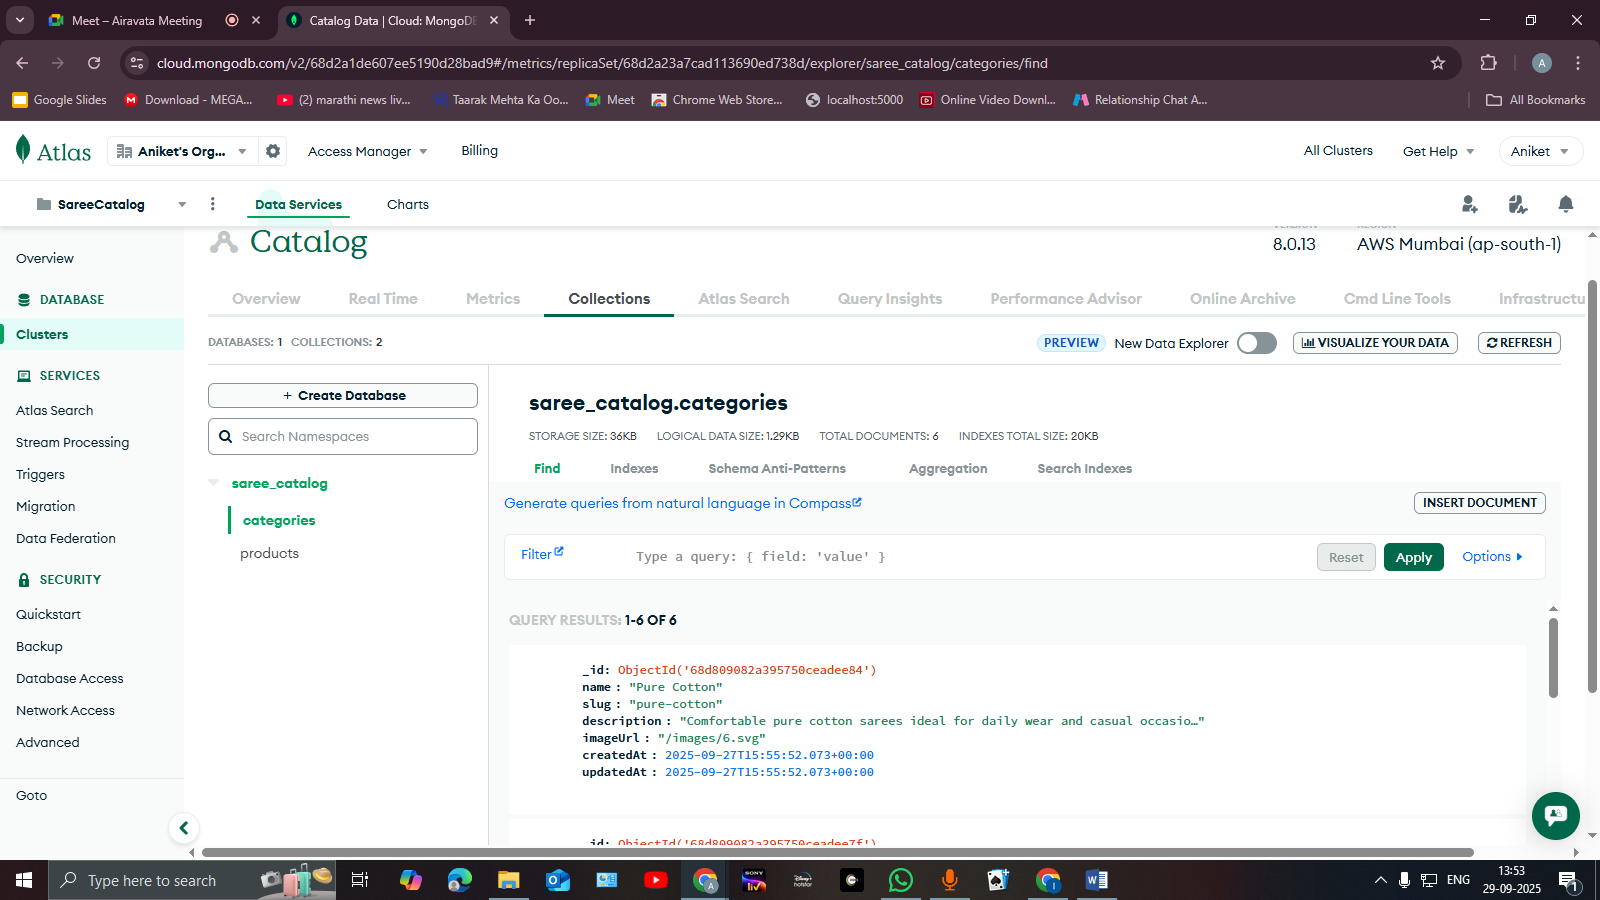 Meet – Airavata Meeting
Catalog Data | Cloud: MongoDB
cloud.mongodb.com/v2/68d2a1de607ee5190d28bad9#/metrics/replicaSet/68d2a23a7cad113690ed738d/explorer/saree_catalog/categories/find
A
Google Slides
Download - MEGA...
(2) marathi news liv...
Taarak Mehta Ka Oo...
Meet
Chrome Web Store...
localhost:5000
Online Video Downl...
Relationship Chat A...
All Bookmarks
Atlas
Aniket's Org...
Access Manager
Billing
All Clusters
Get Help
Aniket
SareeCatalog
Data Services
Charts
Overview
DATABASE
Clusters
SERVICES
Atlas Search
Stream Processing
Triggers
Migration
Data Federation
SECURITY
Quickstart
Backup
Database Access
Network Access
Advanced
Goto
Catalog
VERSION
REGION
8.0.13
AWS Mumbai (ap-south-1)
Overview
Real Time
Metrics
Collections
Atlas Search
Query Insights
Performance Advisor
Online Archive
Cmd Line Tools
Infrastructu
DATABASES: 1 COLLECTIONS: 2
PREVIEW
New Data Explorer
VISUALIZE YOUR DATA
REFRESH
+ Create Database
Search Namespaces
saree_catalog
categories
products
saree_catalog.categories
STORAGE SIZE: 36KB LOGICAL DATA SIZE: 1.29KB TOTAL DOCUMENTS: 6 INDEXES TOTAL SIZE: 20KB
Find
Indexes
Schema Anti-Patterns
Aggregation
Search Indexes
Generate queries from natural language in Compass
INSERT DOCUMENT
Filter
Type a query: { field: 'value' }
Reset
Apply
Options
QUERY RESULTS: 1-6 OF 6
_id: ObjectId('68d809082a395750ceadee84')
name : "Pure Cotton"
slug : "pure-cotton"
description : "Comfortable pure cotton sarees ideal for daily wear and casual occasio…"
imageUrl : "/images/6.svg"
createdAt : 2025-09-27T15:55:52.073+00:00
updatedAt : 2025-09-27T15:55:52.073+00:00
_id: ObjectId('68d809082a395750ceadee7f')
Type here to search
SONY
liv
hotstar
ENG
13:53
29-09-2025
1